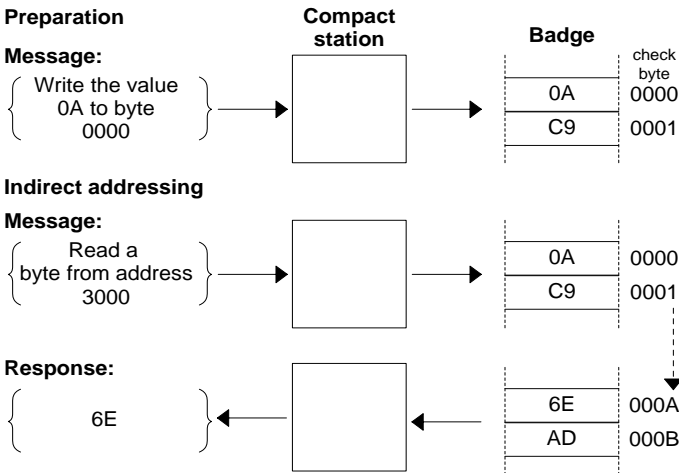 Preparation
Compact
station
Badge
check
byte
Message:
Write the value
0A to byte
0000
0A 0000
C9 0001
Indirect addressing
Message:
Read a
byte from address
3000
0A 0000
C9 0001
Response:
6E
6E 000A
AD 000B